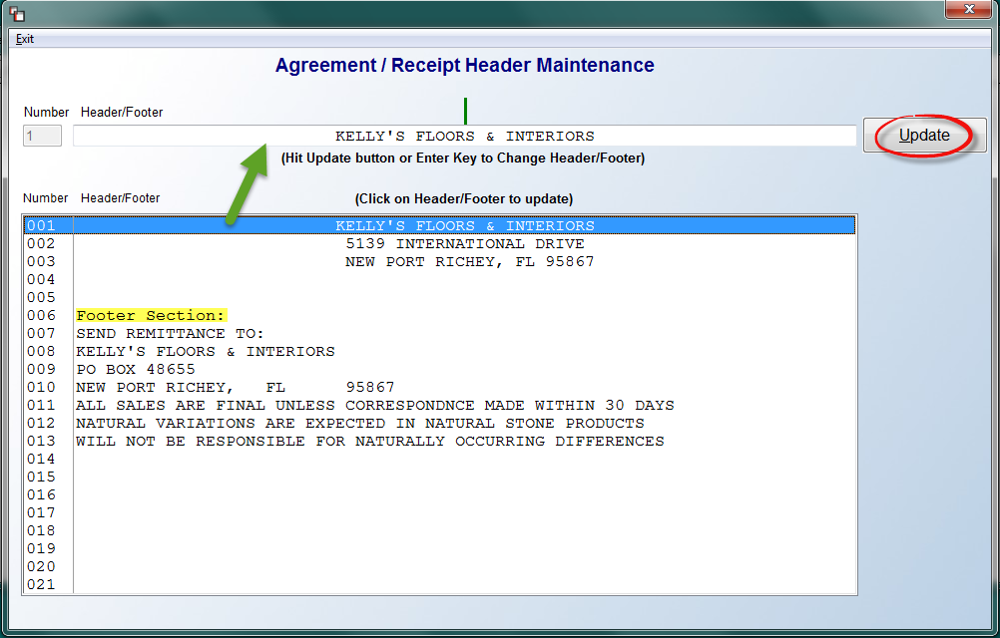 Exit
Agreement / Receipt Header Maintenance
Number Header/Footer
1 KELLY'S FLOORS & INTERIORS Update
(Hit Update button or Enter Key to Change Header/Footer)
Number Header/Footer (Click on Header/Footer to update)
001 KELLY'S FLOORS & INTERIORS
002 5139 INTERNATIONAL DRIVE
003 NEW PORT RICHEY, FL 95867
004
005
006 Footer Section:
007 SEND REMITTANCE TO:
008 KELLY'S FLOORS & INTERIORS
009 PO BOX 48655
010 NEW PORT RICHEY, FL 95867
011 ALL SALES ARE FINAL UNLESS CORRESPONDNCE MADE WITHIN 30 DAYS
012 NATURAL VARIATIONS ARE EXPECTED IN NATURAL STONE PRODUCTS
013 WILL NOT BE RESPONSIBLE FOR NATURALLY OCCURRING DIFFERENCES
014
015
016
017
018
019
020
021